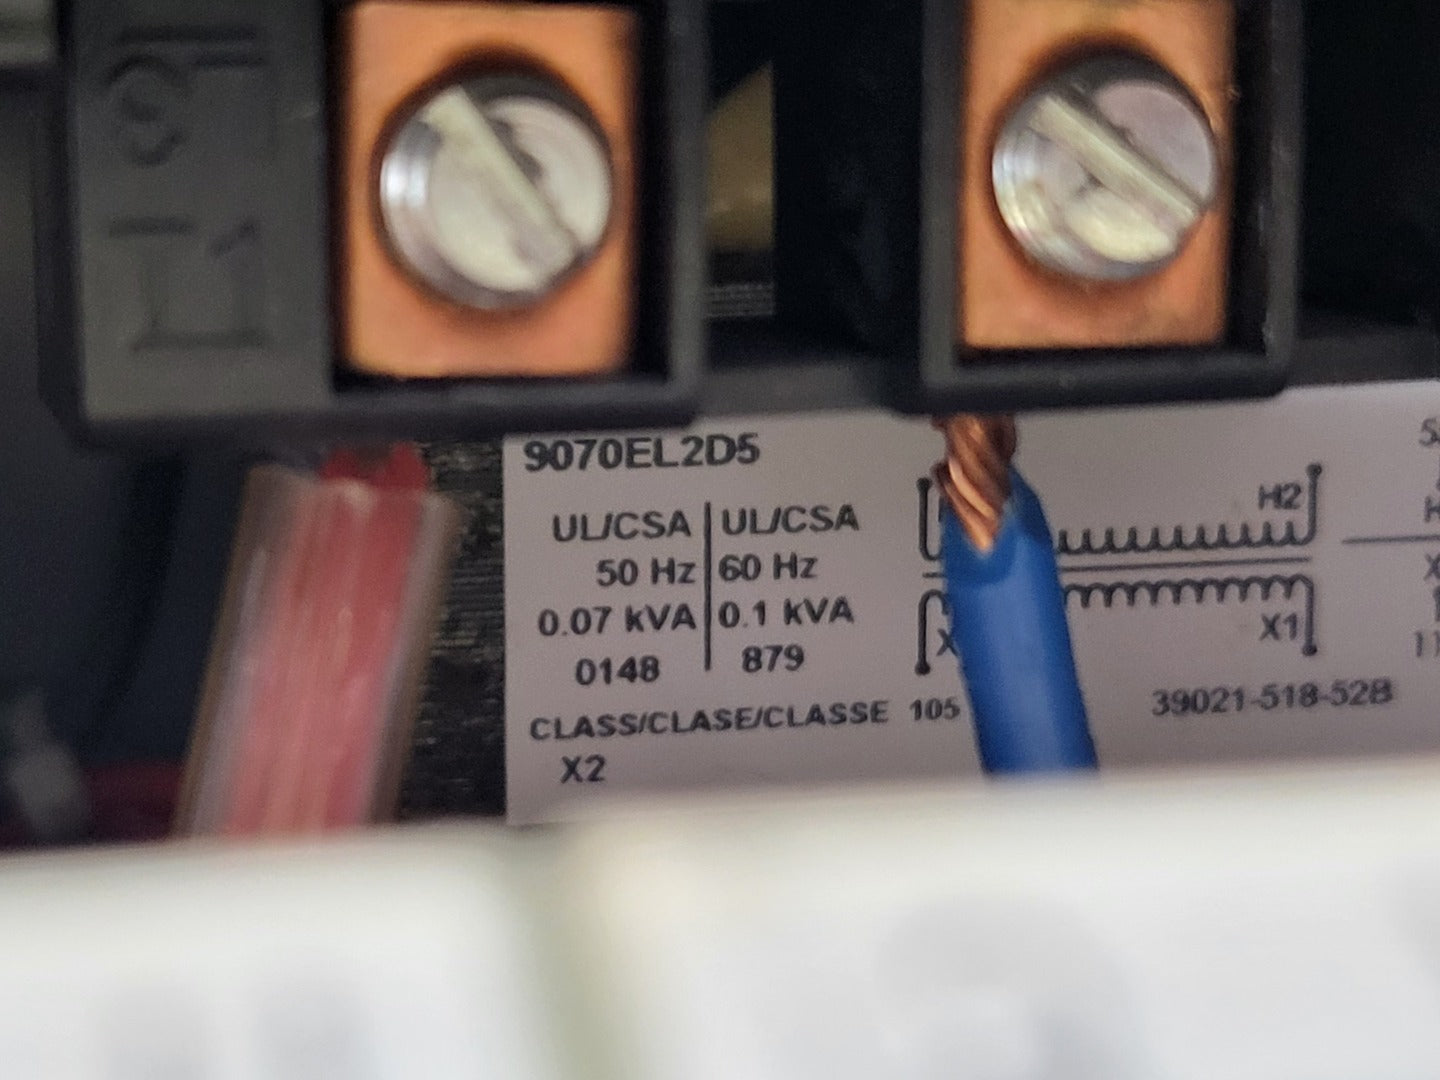 T1
9070EL2D5
UL/CSA UL/CSA
50 Hz 60 Hz
0.07 kVA 0.1 kVA
0148 879
CLASS/CLASE/CLASSE 105
X2
H2
X1
39021-518-52B